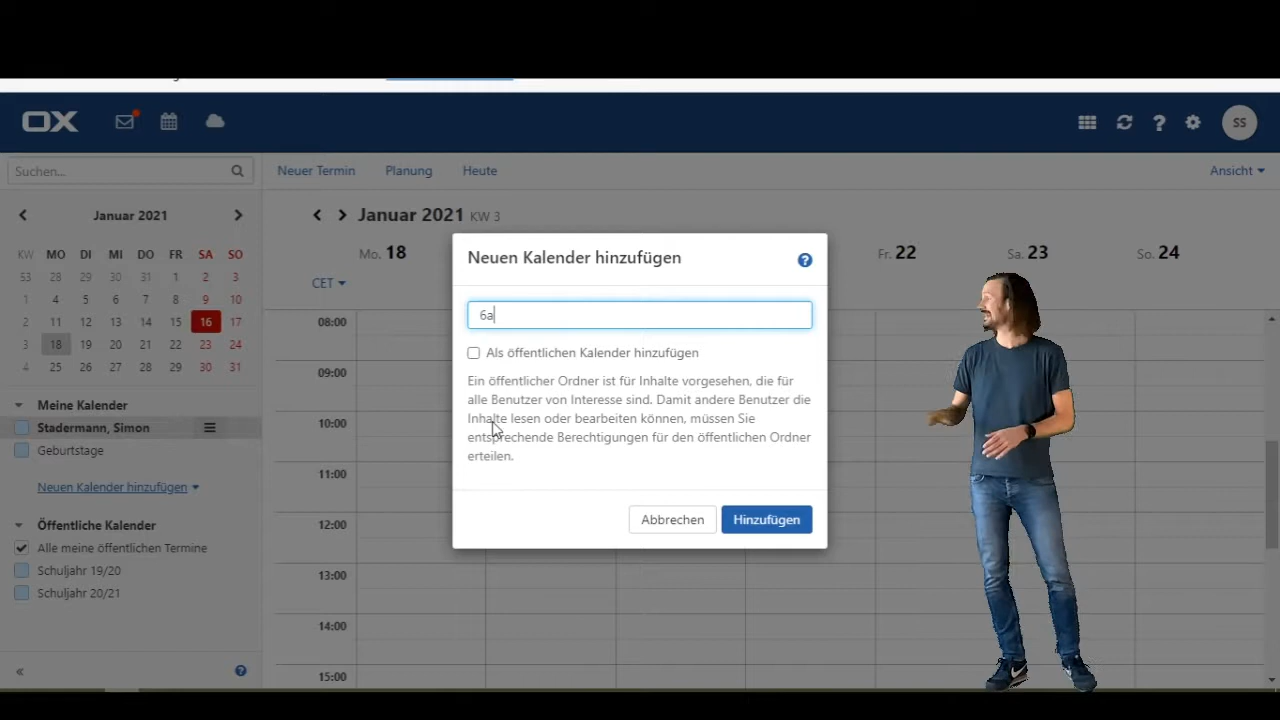 OX
SS
Suchen...
Neuer Termin Planung Heute Ansicht
Januar 2021
KW MO DI MI DO FR SA SO
53 28 29 30 31 1 2 3
1 4 5 6 7 8 9 10
2 11 12 13 14 15 16 17
3 18 19 20 21 22 23 24
4 25 26 27 28 29 30 31
Meine Kalender
Stadermann, Simon
Geburtstage
Neuen Kalender hinzufügen
Öffentliche Kalender
Alle meine öffentlichen Termine
Schuljahr 19/20
Schuljahr 20/21
«
?
Januar 2021 KW 3
Mo. 18 Fr. 22 Sa. 23 So. 24
CET
08:00
09:00
10:00
11:00
12:00
13:00
14:00
15:00
Neuen Kalender hinzufügen
?
6a
Als öffentlichen Kalender hinzufügen
Ein öffentlicher Ordner ist für Inhalte vorgesehen, die für
alle Benutzer von Interesse sind. Damit andere Benutzer die
Inhalte lesen oder bearbeiten können, müssen Sie
entsprechende Berechtigungen für den öffentlichen Ordner
erteilen.
Abbrechen Hinzufügen